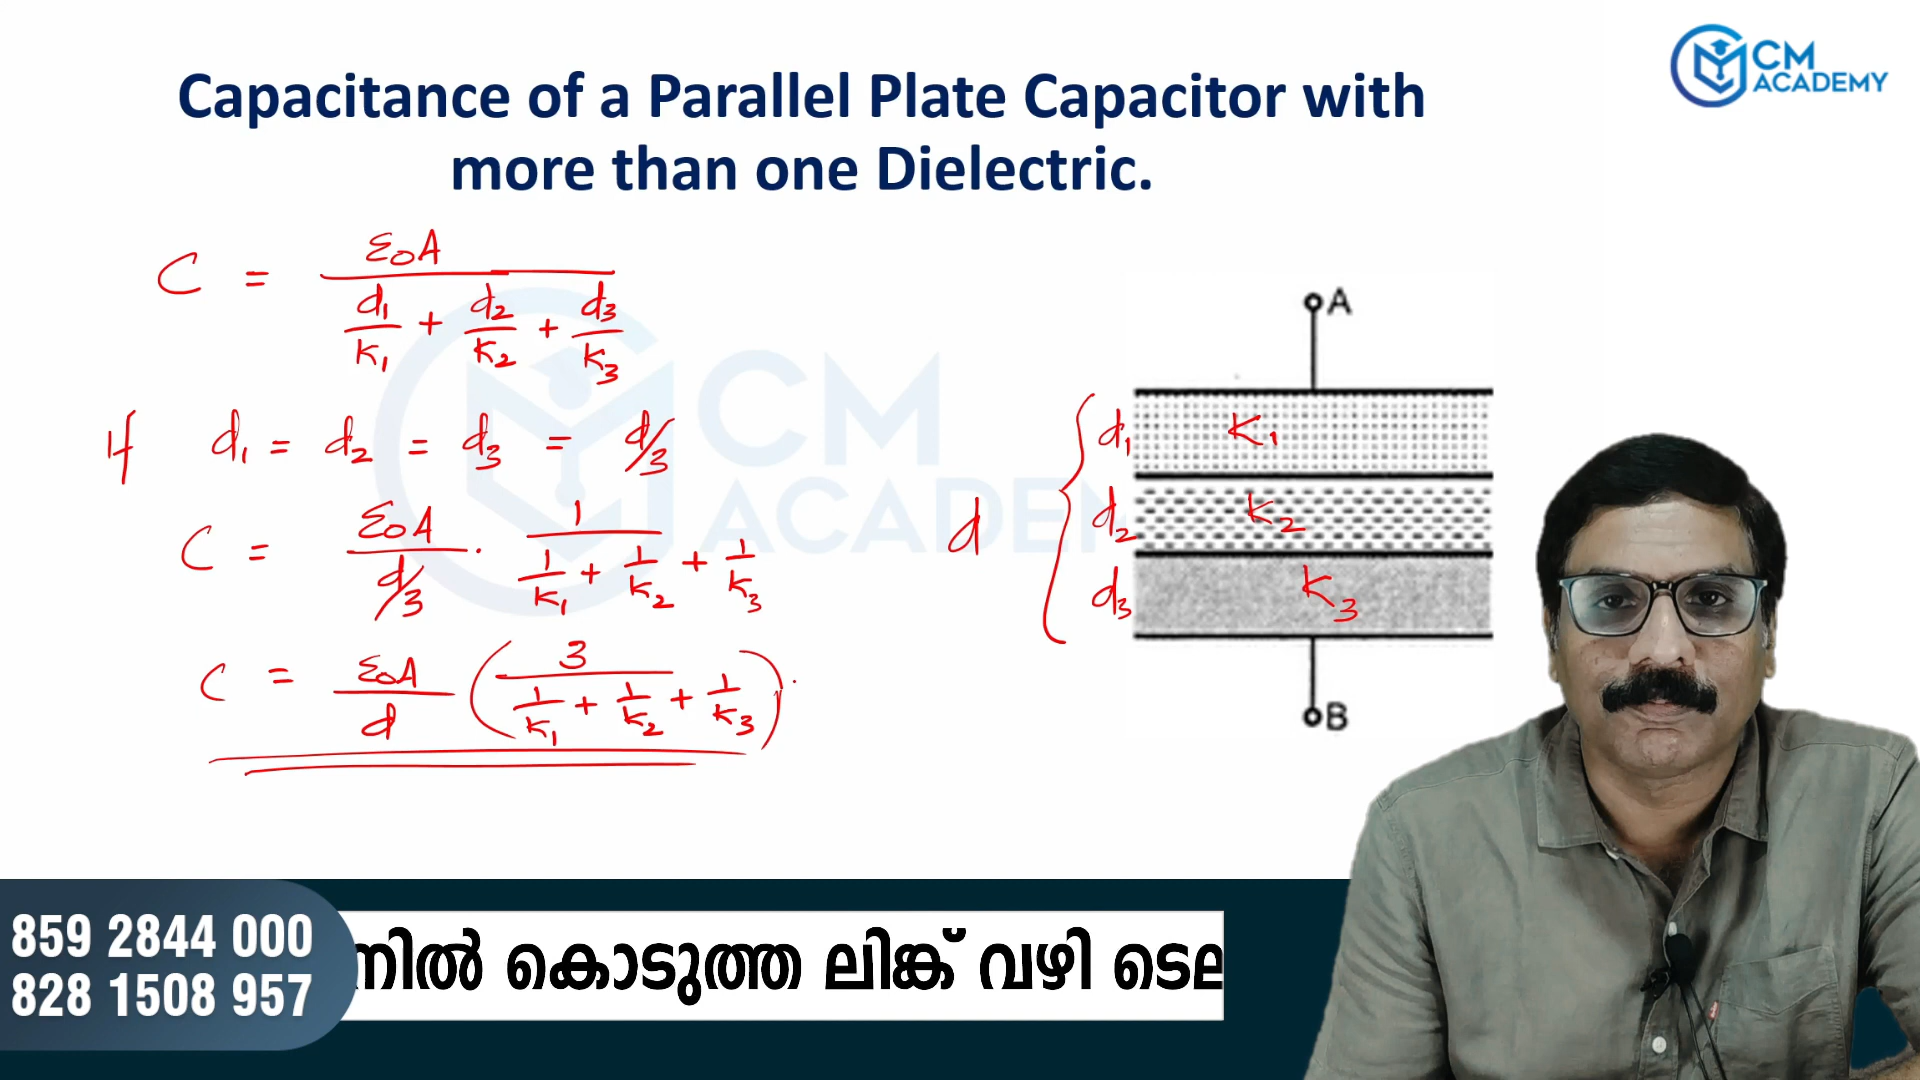 CM
ACADEMY
Capacitance of a Parallel Plate Capacitor with
more than one Dielectric.
C = ε₀A / (d₁/K₁ + d₂/K₂ + d₃/K₃)
If d₁ = d₂ = d₃ = d/3
C = ε₀A / (d/3) · 1 / (1/K₁ + 1/K₂ + 1/K₃)
C = ε₀A / d (3 / (1/K₁ + 1/K₂ + 1/K₃))
A
d₁ K₁
d d₂ K₂
d₃ K₃
B
CM
ACADEM
859 2844 000
828 1508 957
നിൽ കൊടുത്ത ലിങ്ക് വഴി ടെല